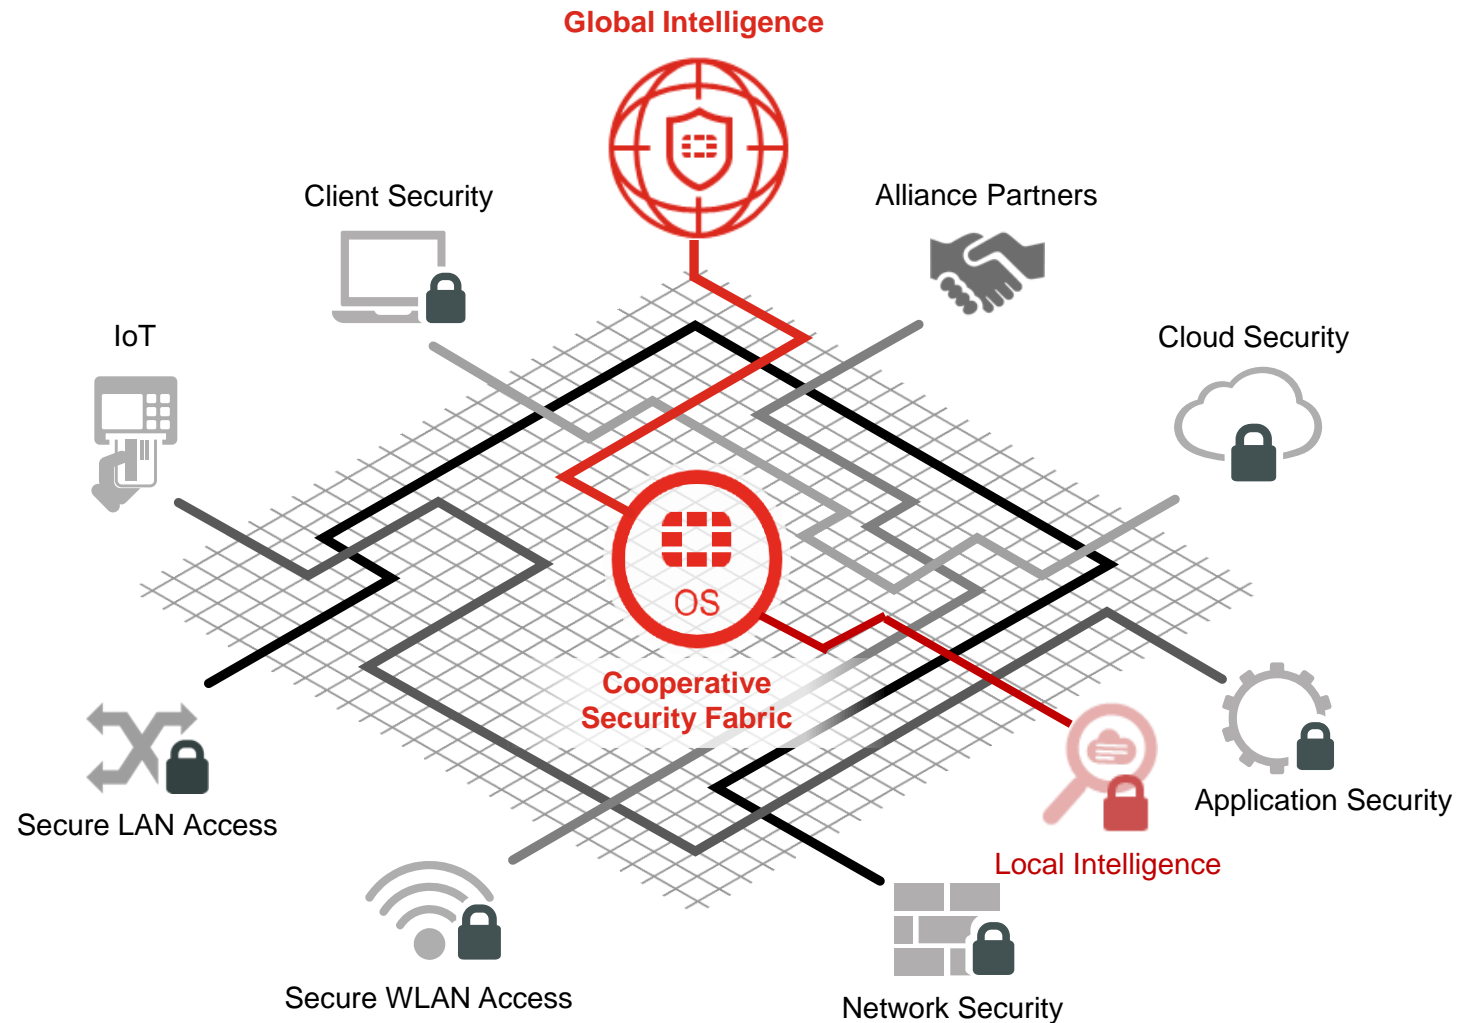 Global Intelligence
Client Security
Alliance Partners
IoT
Cloud Security
OS
Cooperative
Security Fabric
Application Security
Secure LAN Access
Local Intelligence
Secure WLAN Access
Network Security